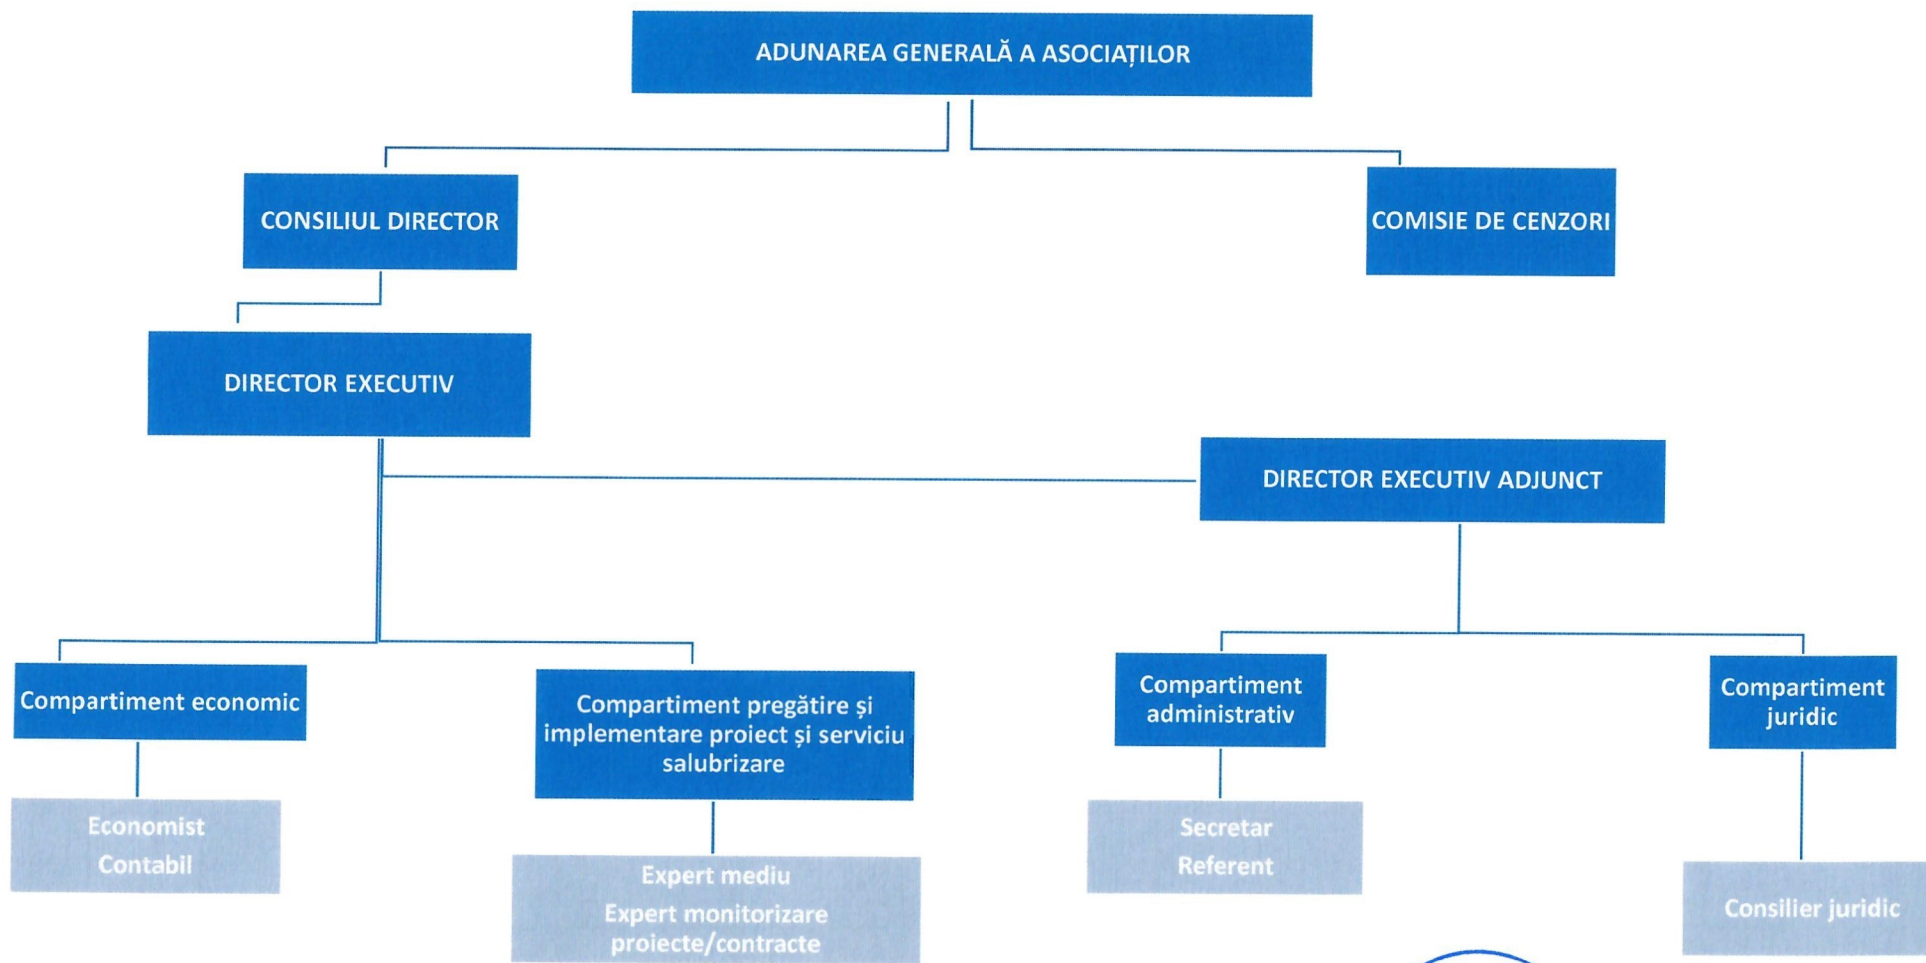 ADUNAREA GENERALĂ A ASOCIAȚILOR
CONSILIUL DIRECTOR
COMISIE DE CENZORI
DIRECTOR EXECUTIV
DIRECTOR EXECUTIV ADJUNCT
Compartiment economic
Compartiment pregătire și
implementare proiect și serviciu
salubrizare
Compartiment
administrativ
Compartiment
juridic
Economist
Contabil
Expert mediu
Expert monitorizare
proiecte/contracte
Secretar
Referent
Consilier juridic